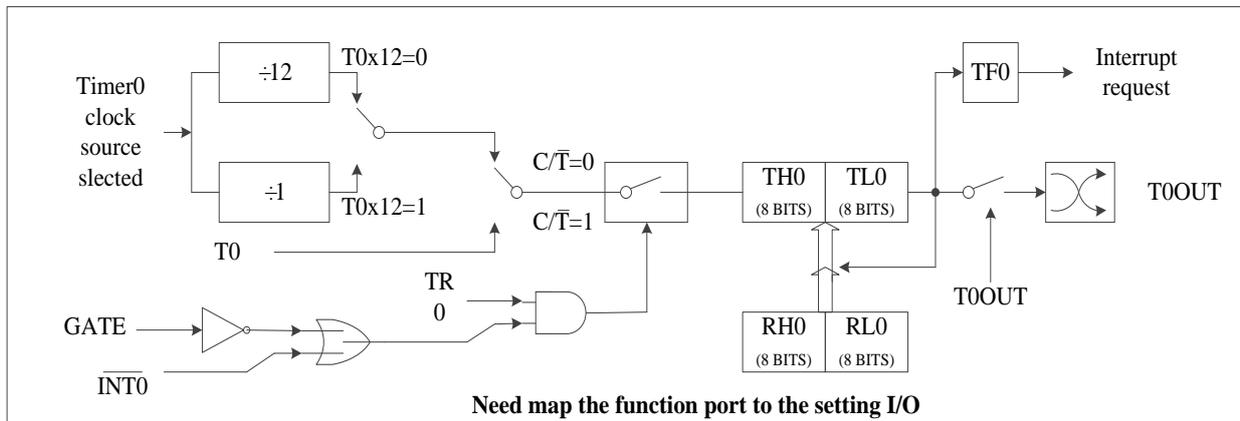 Timer0
clock
source
slected
÷12
T0x12=0
÷1
T0x12=1
T0
C/T̅=0
C/T̅=1
TR
0
GATE
I̅N̅T̅0̅
TH0
(8 BITS)
TL0
(8 BITS)
RH0
(8 BITS)
RL0
(8 BITS)
TF0
Interrupt
request
T0OUT
T0OUT
Need map the function port to the setting I/O